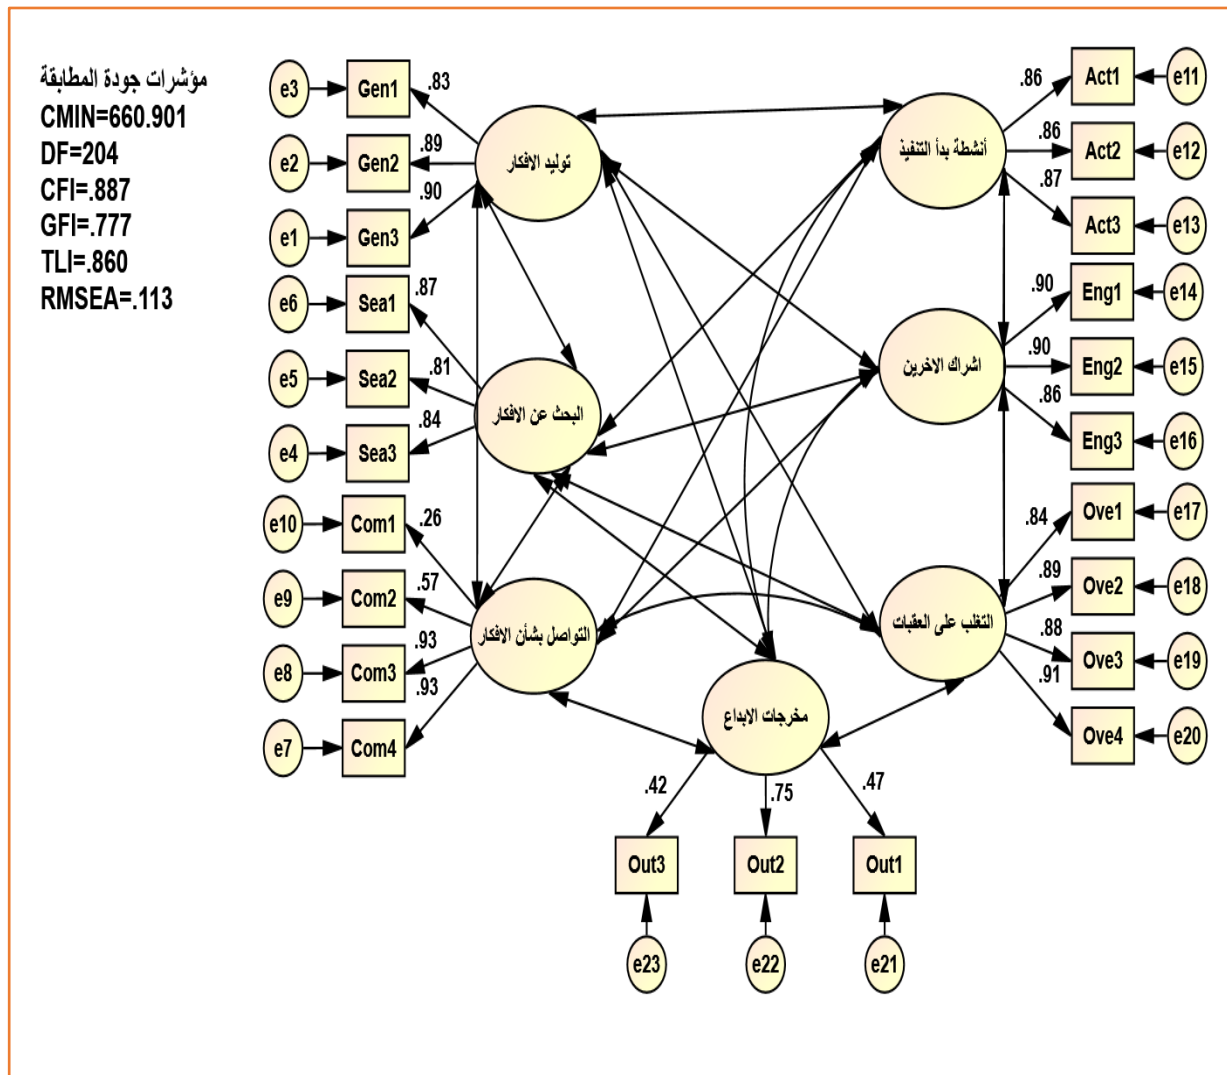 مؤشرات جودة المطابقة
CMIN=660.901
DF=204
CFI=.887
GFI=.777
TLI=.860
RMSEA=.113
e3
Gen1
.83
e2
Gen2
.89
e1
Gen3
.90
توليد الافكار
e6
Sea1
.87
e5
Sea2
.81
e4
Sea3
.84
البحث عن الافكار
e10
Com1
.26
e9
Com2
.57
e8
Com3
.93
e7
Com4
.93
التواصل بشأن الافكار
أنشطة بدأ التنفيذ
.86
Act1
e11
.86
Act2
e12
.87
Act3
e13
اشراك الاخرين
.90
Eng1
e14
.90
Eng2
e15
.86
Eng3
e16
التغلب على العقبات
.84
Ove1
e17
.89
Ove2
e18
.88
Ove3
e19
.91
Ove4
e20
مخرجات الابداع
.42
.75
.47
Out3
Out2
Out1
e23
e22
e21